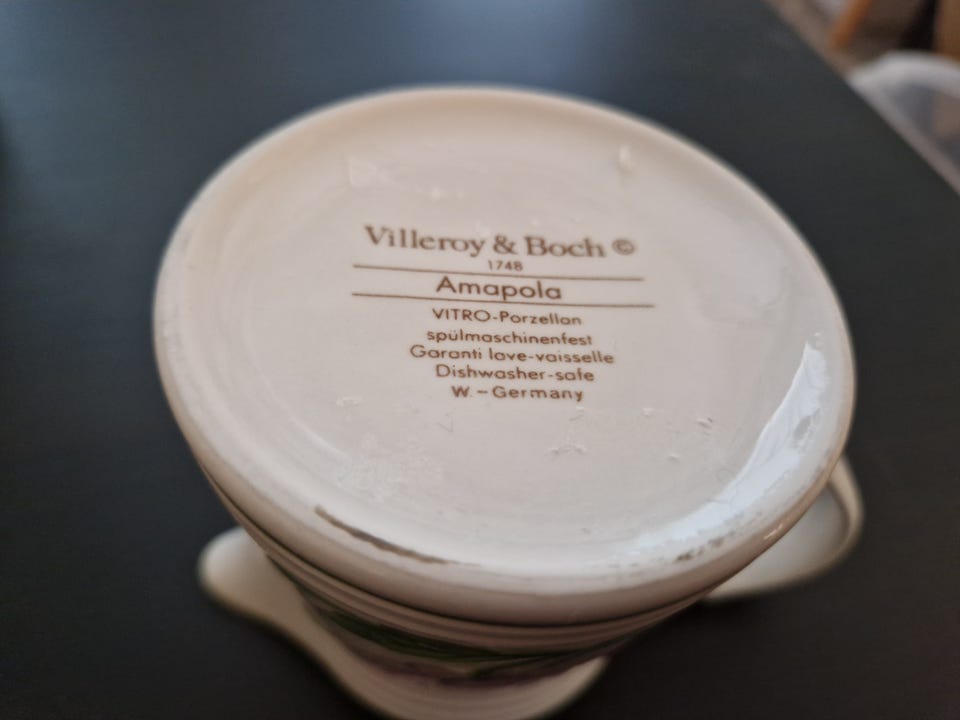 Villeroy & Boch ©
1748
Amapola
VITRO-Porzellan
spülmaschinenfest
Garanti lave-vaisselle
Dishwasher-safe
W.-Germany